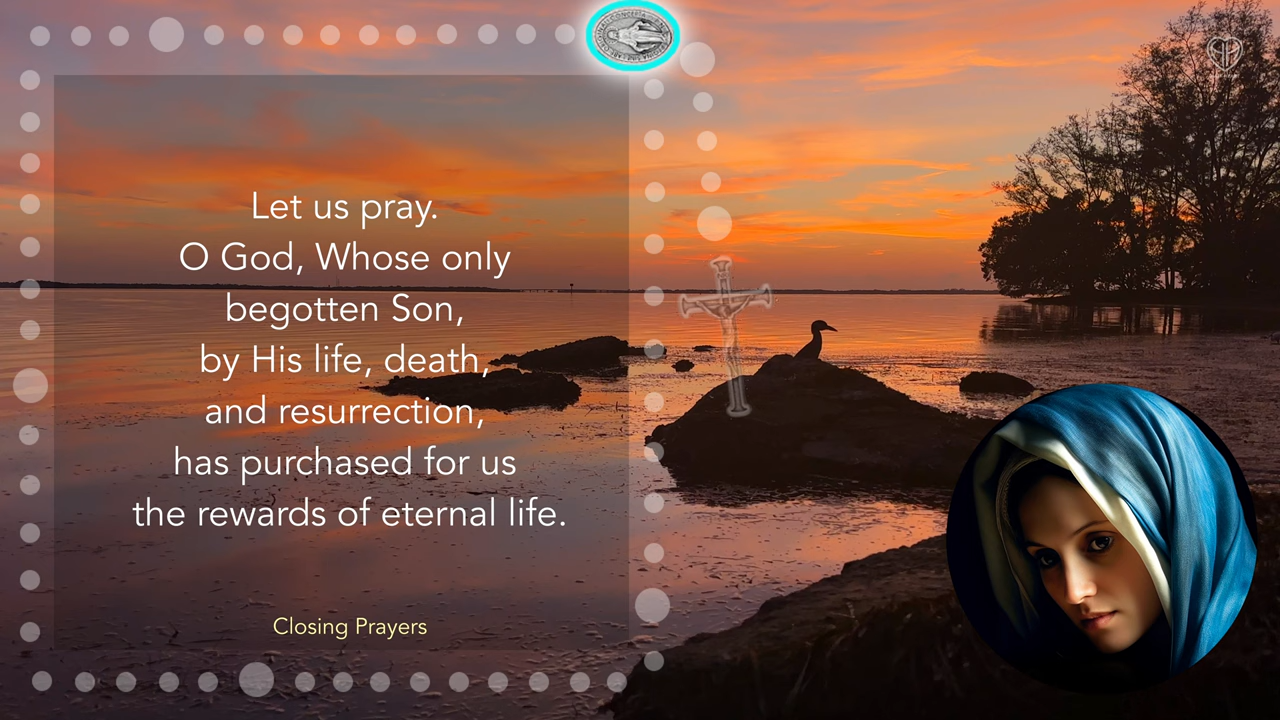 Let us pray.
O God, Whose only
begotten Son,
by His life, death,
and resurrection,
has purchased for us
the rewards of eternal life.
Closing Prayers